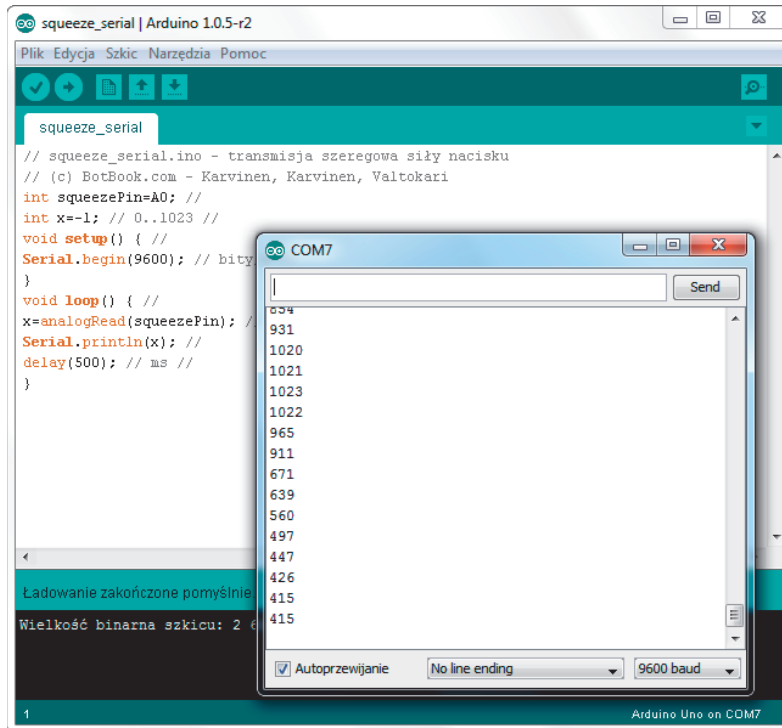 squeeze_serial | Arduino 1.0.5-r2
Plik Edycja Szkic Narzędzia Pomoc
squeeze_serial
// squeeze_serial.ino - transmisja szeregowa siły nacisku
// (c) BotBook.com - Karvinen, Karvinen, Valtokari
int squeezePin=A0; //
int x=-1; // 0..1023 //
void setup() { //
Serial.begin(9600); // bity
}
void loop() { //
x=analogRead(squeezePin); /
Serial.println(x); //
delay(500); // ms //
}
COM7
Send
854
931
1020
1021
1023
1022
965
911
671
639
560
497
447
426
415
415
Autoprzewijanie
No line ending
9600 baud
Ładowanie zakończone pomyślnie.
Wielkość binarna szkicu: 2
1
Arduino Uno on COM7